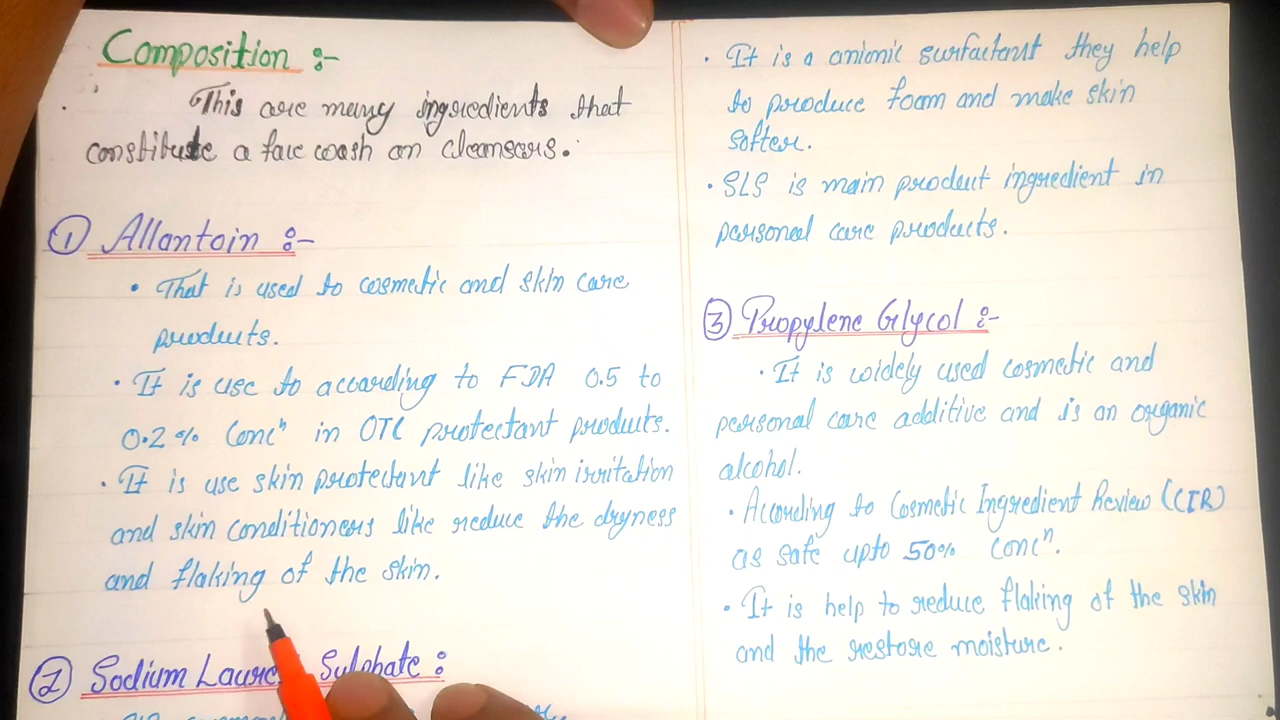 Composition :-
This are many ingredients that
constitute a face wash an cleansers.
① Allantoin :-
• That is used to cosmetic and skin care
products.
• It is use to according to FDA 0.5 to
0.2% Concⁿ in OTC protectant products.
• It is use skin protectant like skin irritation
and skin conditioners like reduce the dryness
and flaking of the skin.
② Sodium Laure Sulphate :
• It is a anionic surfactant they help
to produce foam and make skin
softer.
• SLS is main product ingredient in
personal care products.
③ Propylene Glycol :-
• It is widely used cosmetic and
personal care additive and is an organic
alcohol.
• According to Cosmetic Ingredient Review (CIR)
as safe upto 50% Concⁿ.
• It is help to reduce flaking of the skin
and the restore moisture.